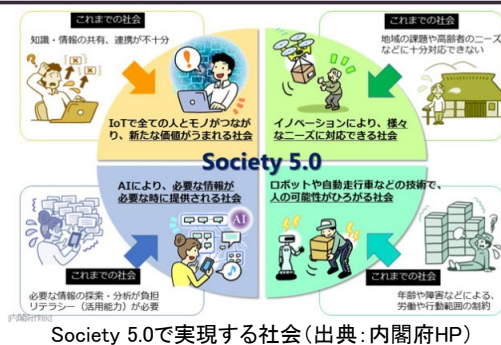 これまでの社会
知識・情報の共有、連携が不十分
IoTで全ての人とモノがつなが
り、新たな価値がうまれる社会
これまでの社会
地域の課題や高齢者のニーズ
などに十分対応できない
イノベーションにより、様々
なニーズに対応できる社会
Society 5.0
AIにより、必要な情報が
必要な時に提供される社会
AI
これまでの社会
必要な情報の探索・分析が負担
リテラシー（活用能力）が必要
ロボットや自動走行車などの技術で、
人の可能性がひろがる社会
これまでの社会
年齢や障害などによる、
労働や行動範囲の制約
[内閣府作成]
Society 5.0で実現する社会（出典：内閣府HP）